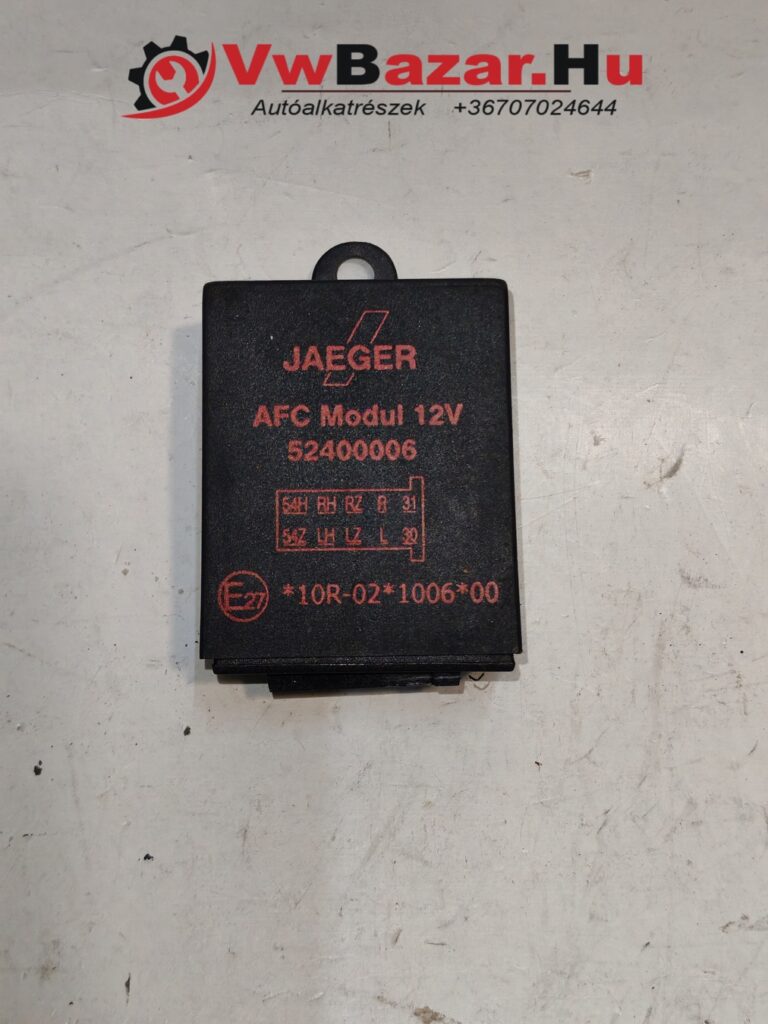 VwBazar.Hu
Autóalkatrészek +36707024644
JAEGER
AFC Modul 12V
52400006
54H RH RZ R 31
54Z LH LZ L 30
E27 *10R-02*1006*00